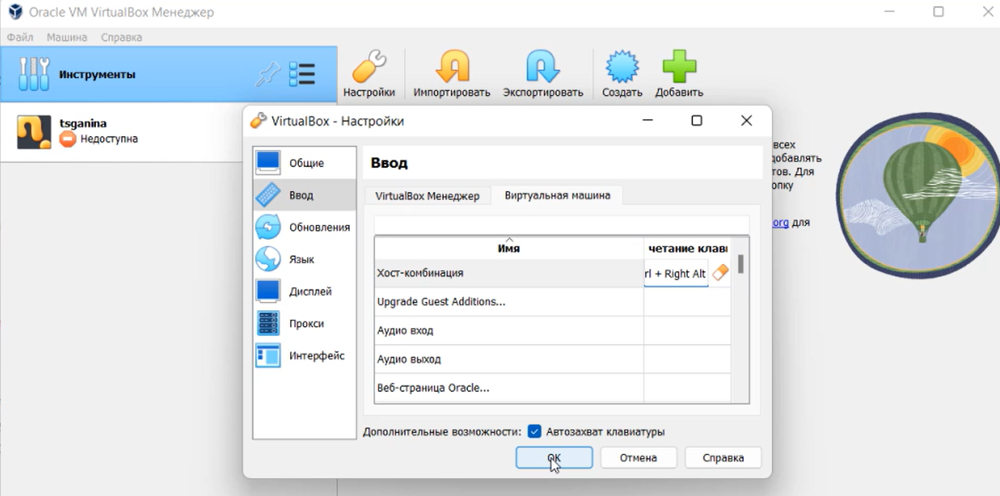 Oracle VM VirtualBox Менеджер
Файл Машина Справка
Инструменты
Настройки Импортировать Экспортировать Создать Добавить
tsganina
Недоступна
VirtualBox - Настройки
всех
добавлять
тов. Для
опку
org для
Общие
Ввод
Обновления
Язык
Дисплей
Прокси
Интерфейс
Ввод
VirtualBox Менеджер Виртуальная машина
Имя четание клави
Хост-комбинация rl + Right Alt
Upgrade Guest Additions...
Аудио вход
Аудио выход
Веб-страница Oracle...
Дополнительные возможности: Автозахват клавиатуры
OK Отмена Справка